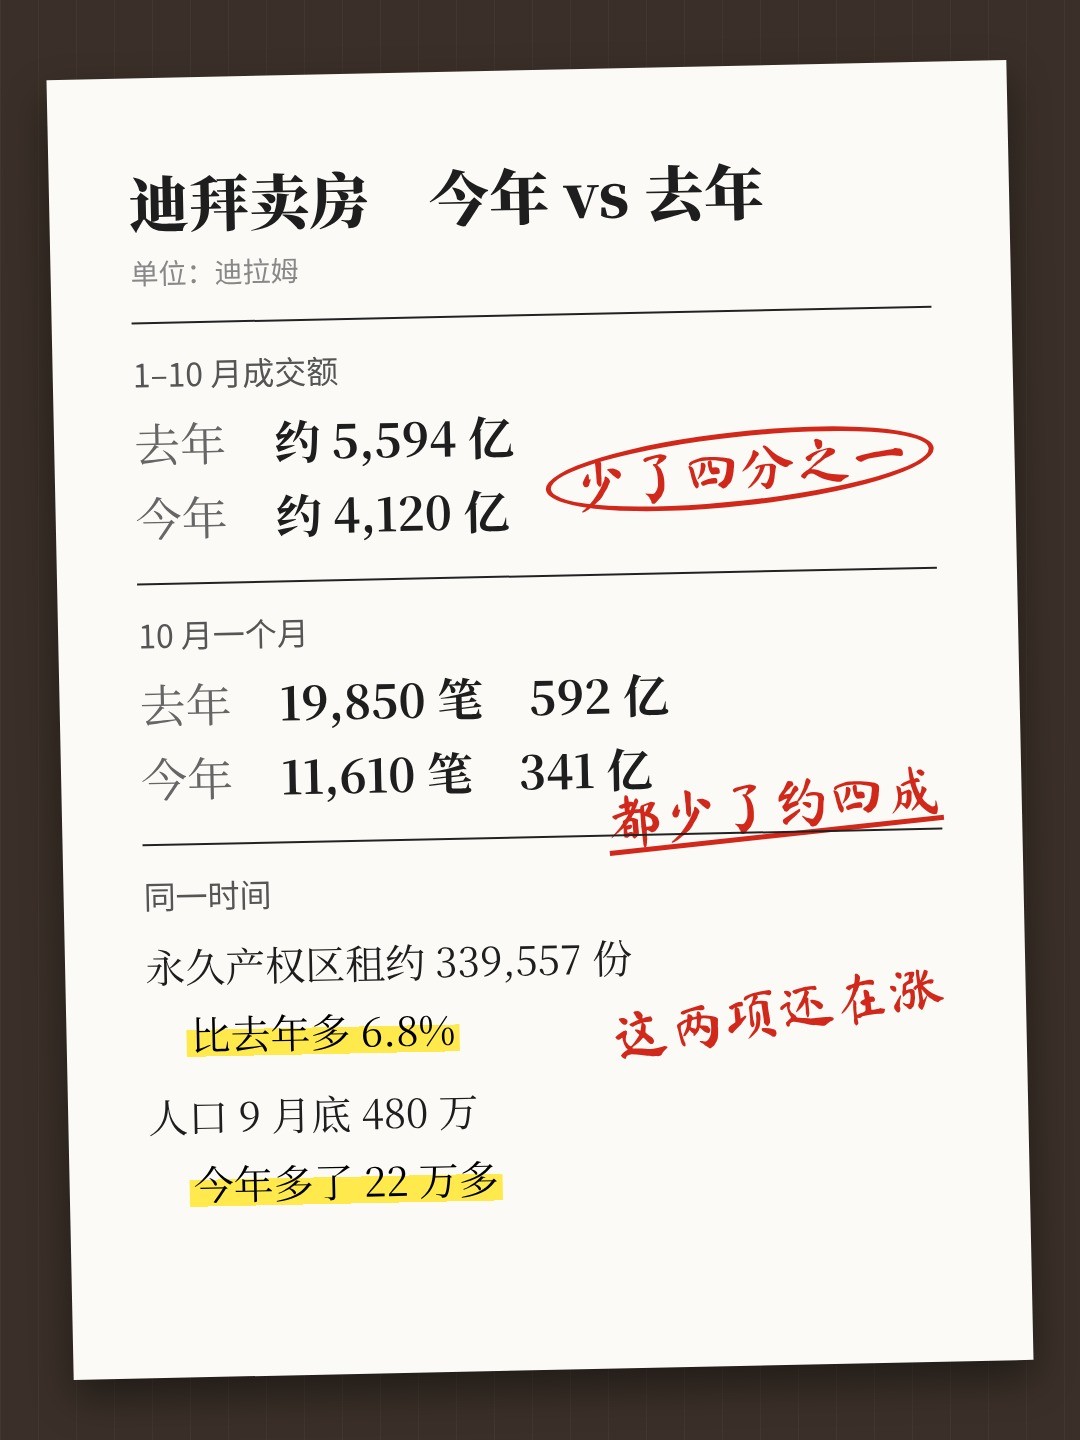 迪拜卖房　今年 vs 去年
单位：迪拉姆
1–10 月成交额
去年　约 5,594 亿
少了四分之一
今年　约 4,120 亿
10 月一个月
去年　19,850 笔　592 亿
今年　11,610 笔　341 亿
都少了约四成
同一时间
永久产权区租约 339,557 份
比去年多 6.8%
这两项还在涨
人口 9 月底 480 万
今年多了 22 万多